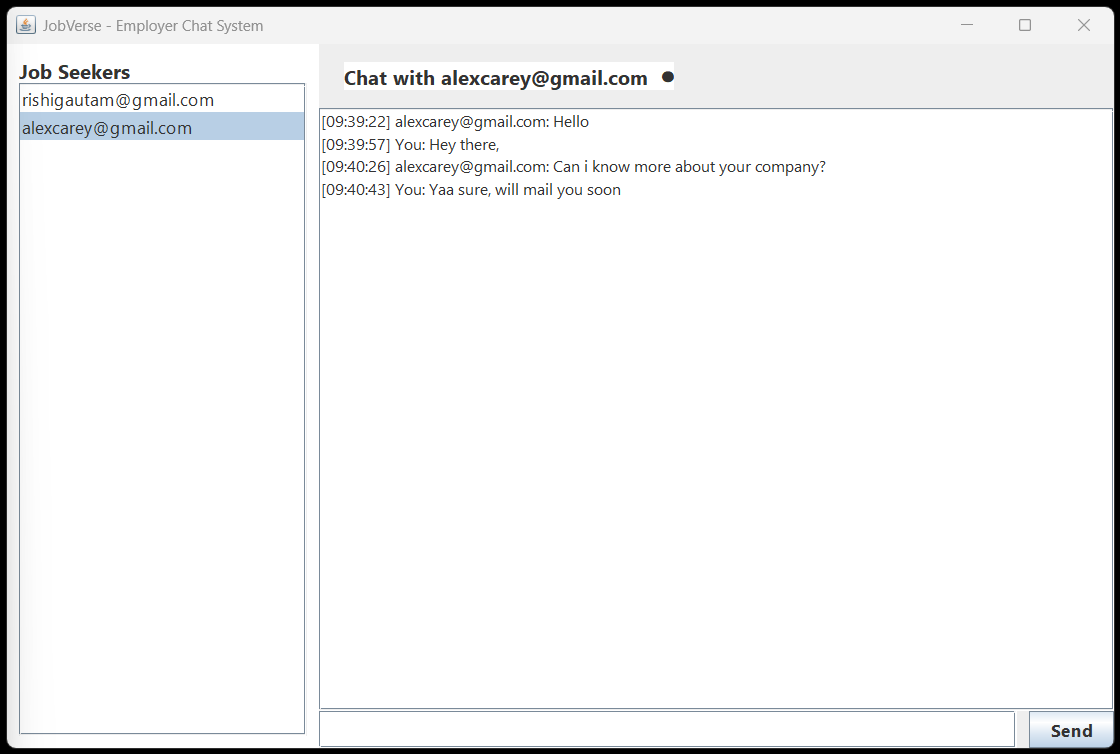 JobVerse - Employer Chat System
Job Seekers
rishigautam@gmail.com
alexcarey@gmail.com
Chat with alexcarey@gmail.com ●
[09:39:22] alexcarey@gmail.com: Hello
[09:39:57] You: Hey there,
[09:40:26] alexcarey@gmail.com: Can i know more about your company?
[09:40:43] You: Yaa sure, will mail you soon
Send